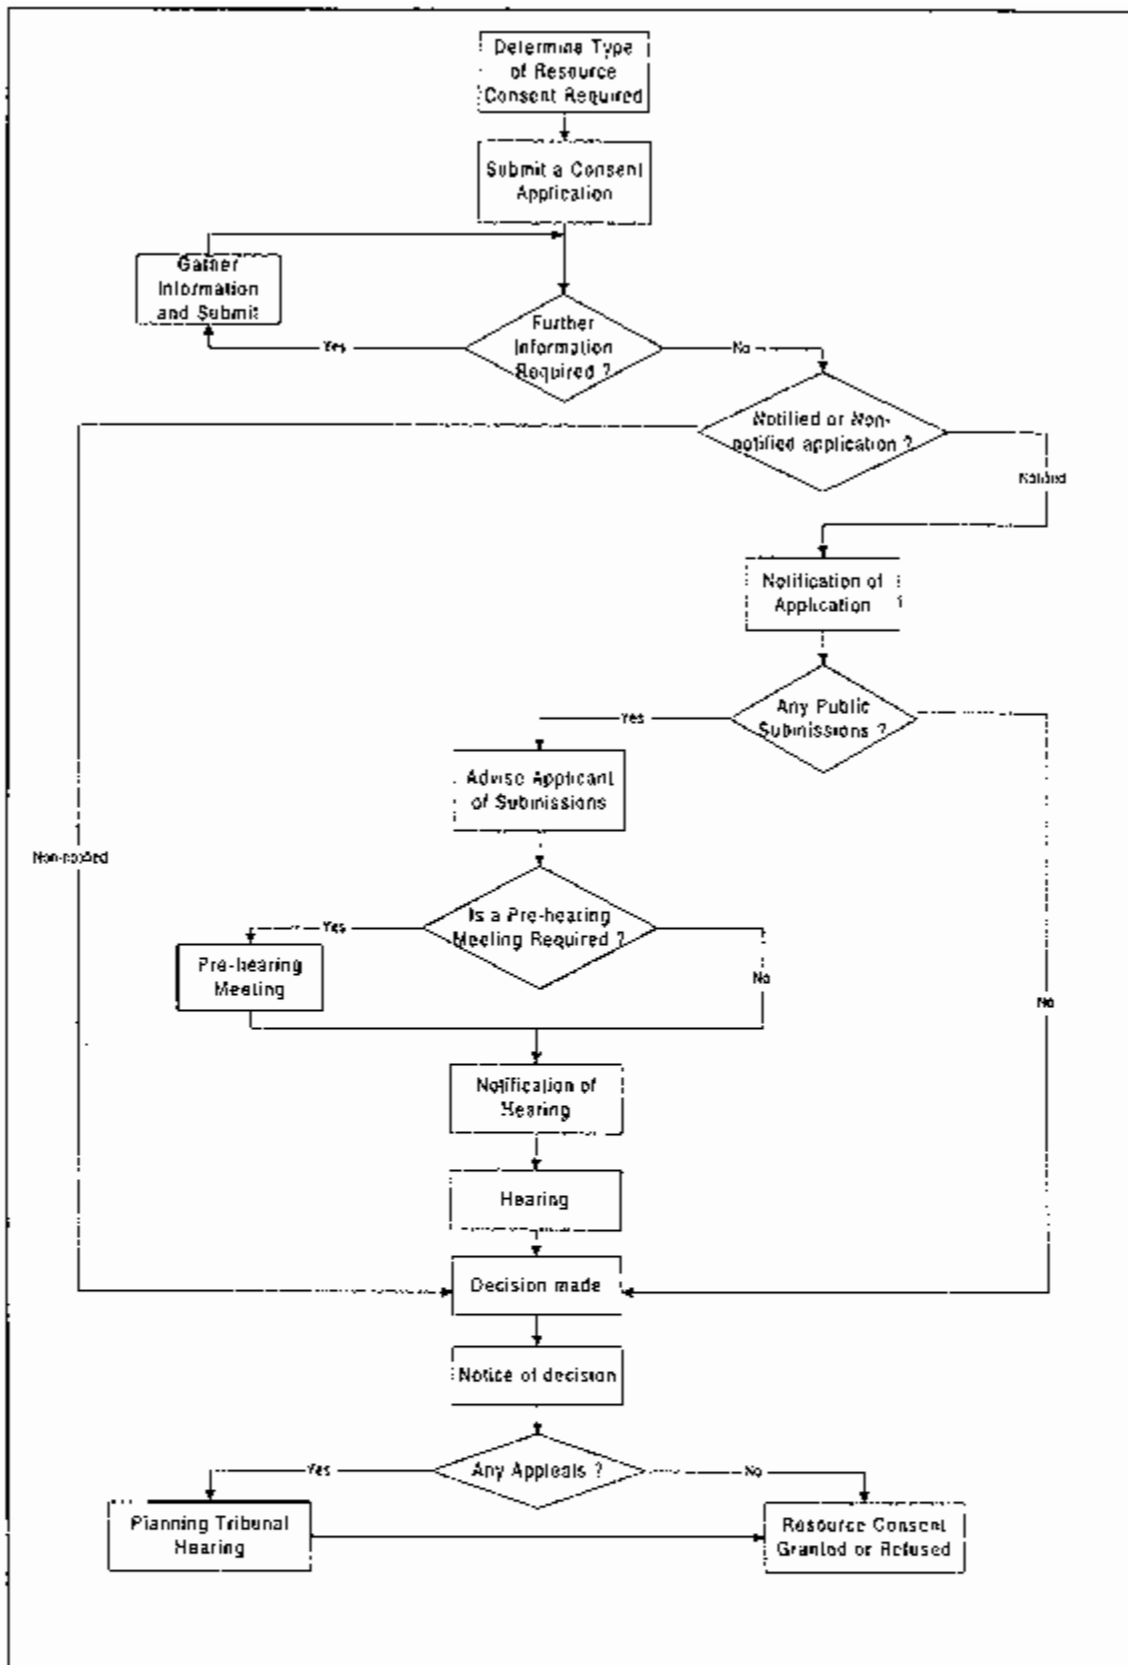 Determine Type
of Resource
Consent Required
Submit a Consent
Application
Gather
Information
and Submit
Further
Information
Required ?
Yes
No
Notified or Non-
notified application ?
Notified
Notification of
Application
Any Public
Submissions ?
Yes
Advise Applicant
of Submissions
Non-notified
Is a Pre-hearing
Meeting Required ?
Yes
Pre-hearing
Meeting
No
No
Notification of
Hearing
Hearing
Decision made
Notice of decision
Any Appeals ?
Yes
No
Planning Tribunal
Hearing
Resource Consent
Granted or Refused